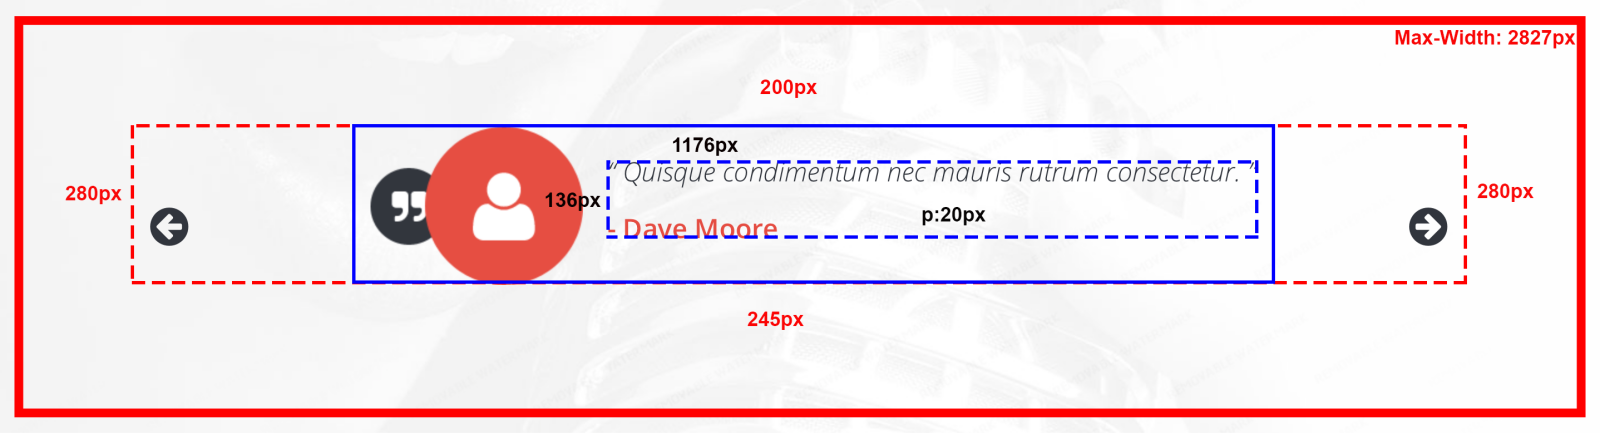 Max-Width: 2827px
200px
1176px
“ Quisque condimentum nec mauris rutrum consectetur. ”
280px
136px
280px
p:20px
- Dave Moore
245px